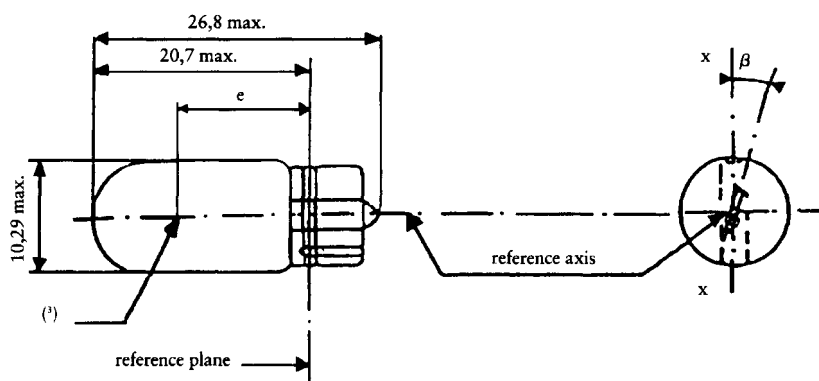 26,8 max.
20,7 max.
e
10,29 max.
(³)
reference plane
reference axis
x
β
x